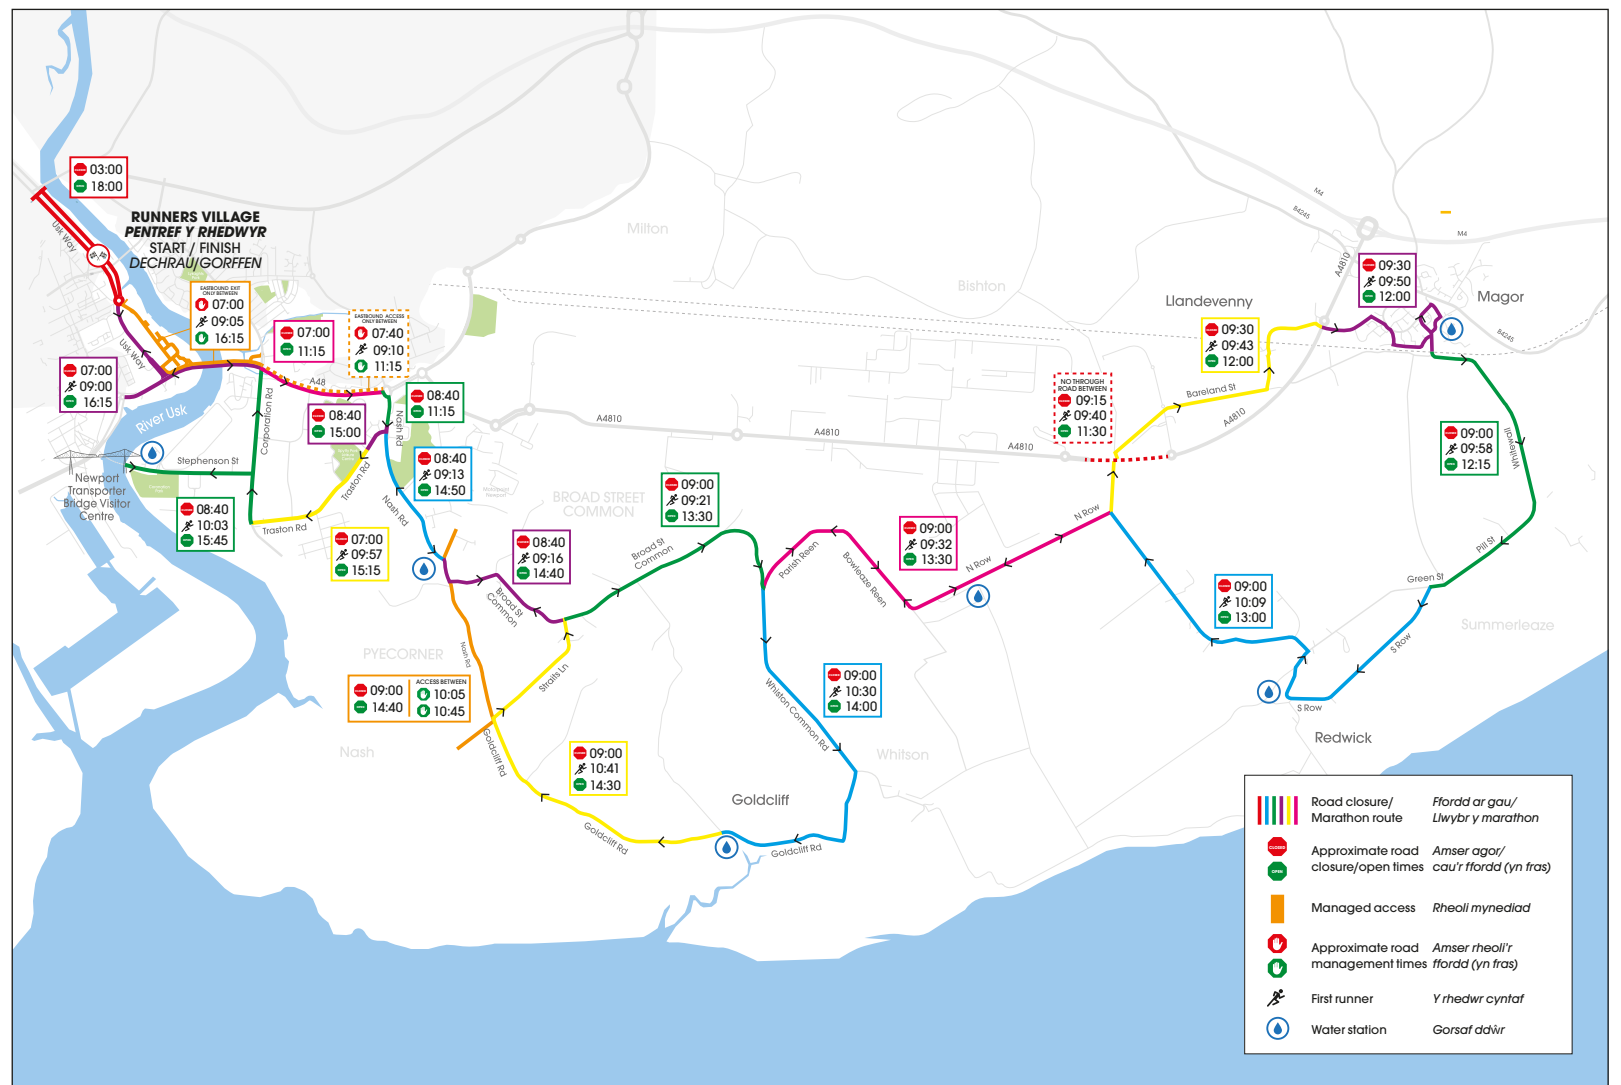 03:00
18:00
RUNNERS VILLAGE
PENTREF Y RHEDWYR
START / FINISH
DECHRAU/GORFFEN
Usk Way
EASTBOUND EXIT
ONLY BETWEEN
07:00
09:05
16:15
07:00
11:15
EASTBOUND ACCESS
ONLY BETWEEN
07:40
09:10
11:15
Usk Way
07:00
09:00
16:15
River Usk
A48
08:40
15:00
08:40
11:15
Nash Rd
Corporation Rd
Stephenson St
Newport
Transporter
Bridge Visitor
Centre
08:40
10:03
15:45
Traston Rd
Traston Rd
07:00
09:57
15:15
08:40
09:13
14:50
Nash Rd
08:40
09:16
14:40
Broad St
Common
BROAD STREET
COMMON
09:00
09:21
13:30
Broad St
Common
Milton
Bishton
A4810
A4810
A4810
NO THROUGH
ROAD BETWEEN
09:15
09:40
11:30
Llandevenny
09:30
09:43
12:00
Bareland St
A4810
A4810
M4
B4245
M4
09:30
09:50
12:00
Magor
B4245
09:00
09:58
12:15
Whitewall
Pill St
Green St
Summerleaze
S Row
S Row
Redwick
09:00
10:09
13:00
N Row
N Row
09:00
09:32
13:30
Parish Reen
Bowleaze Reen
09:00
10:30
14:00
Whiston Common Rd
Whitson
Goldcliff
Goldcliff Rd
Goldcliff Rd
09:00
10:41
14:30
Goldcliff Rd
Straits Ln
Nash Rd
PYECORNER
09:00
14:40
ACCESS BETWEEN
10:05
10:45
Nash
Road closure/
Marathon route
Ffordd ar gau/
Llwybr y marathon
CLOSED
OPEN
Approximate road
closure/open times
Amser agor/
cau'r ffordd (yn fras)
Managed access
Rheoli mynediad
Approximate road
management times
Amser rheoli'r
ffordd (yn fras)
First runner
Y rhedwr cyntaf
Water station
Gorsaf ddŵr